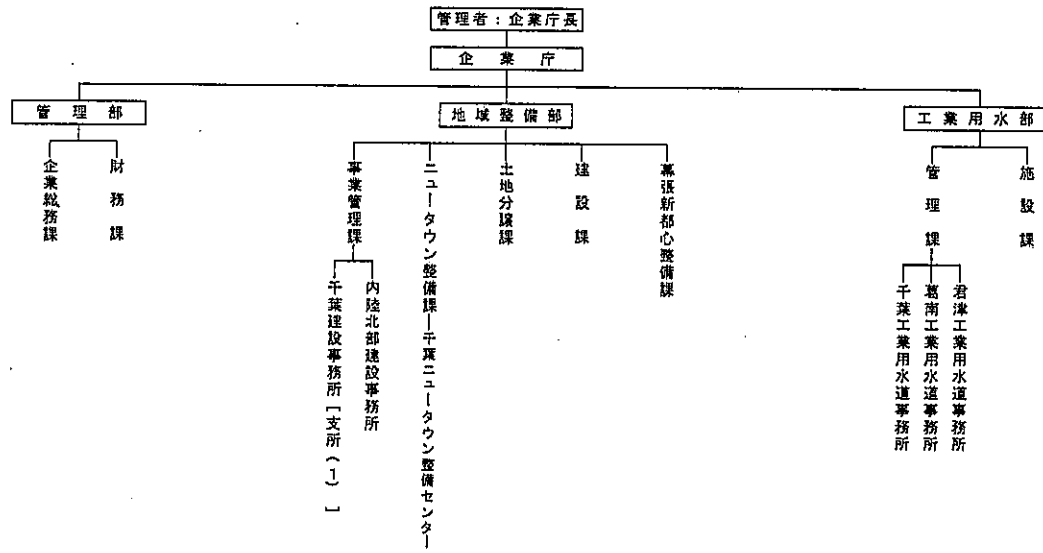 管理者：企業庁長
企業庁
管理部
地域整備部
工業用水部
企業総務課
財務課
事業管理課
ニュータウン整備課―千葉ニュータウン整備センター
土地分譲課
建設課
幕張新都心整備課
管理課
施設課
千葉建設事務所［支所（１）］
内陸北部建設事務所
千葉工業用水道事務所
葛南工業用水道事務所
君津工業用水道事務所